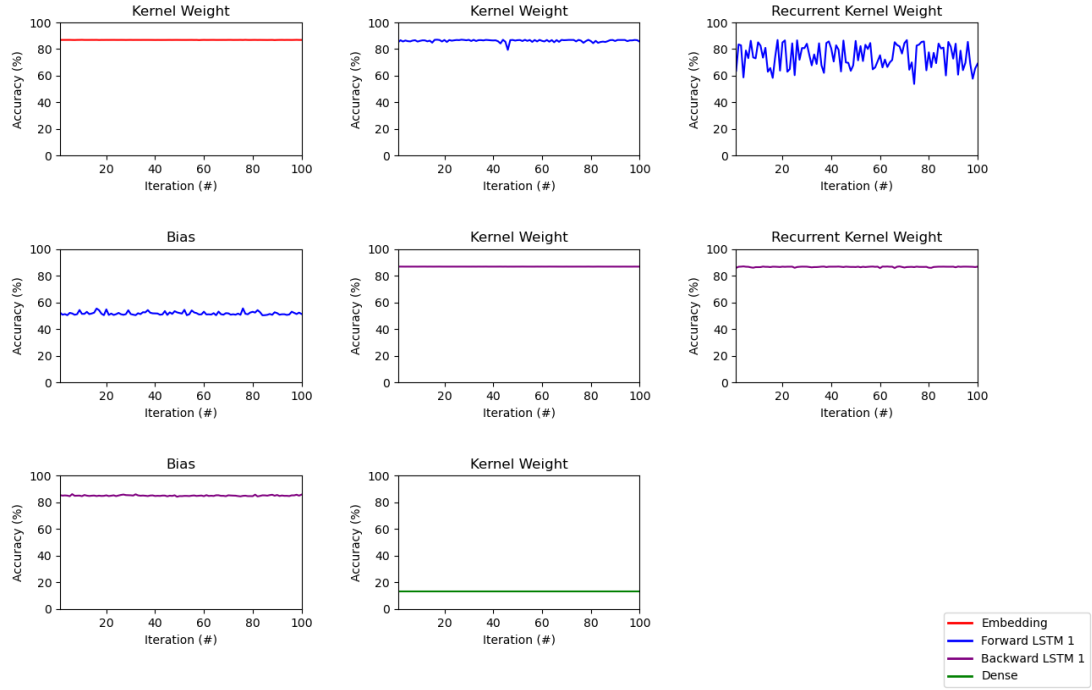 Kernel Weight
Accuracy (%)
100
80
60
40
20
0
20 40 60 80 100
Iteration (#)
Kernel Weight
Accuracy (%)
100
80
60
40
20
0
20 40 60 80 100
Iteration (#)
Recurrent Kernel Weight
Accuracy (%)
100
80
60
40
20
0
20 40 60 80 100
Iteration (#)
Bias
Accuracy (%)
100
80
60
40
20
0
20 40 60 80 100
Iteration (#)
Kernel Weight
Accuracy (%)
100
80
60
40
20
0
20 40 60 80 100
Iteration (#)
Recurrent Kernel Weight
Accuracy (%)
100
80
60
40
20
0
20 40 60 80 100
Iteration (#)
Bias
Accuracy (%)
100
80
60
40
20
0
20 40 60 80 100
Iteration (#)
Kernel Weight
Accuracy (%)
100
80
60
40
20
0
20 40 60 80 100
Iteration (#)
Embedding
Forward LSTM 1
Backward LSTM 1
Dense